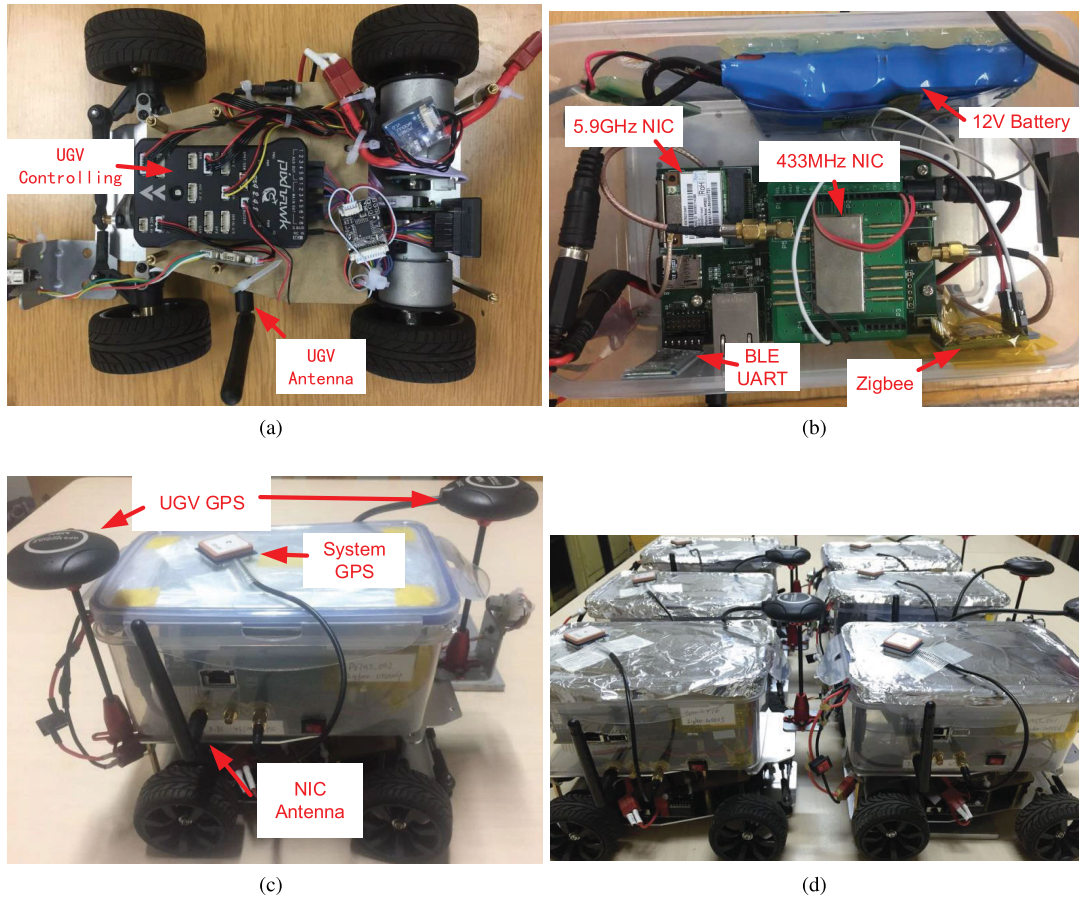 UGV
Controlling
pixhawk
UGV
Antenna
(a)
5.9GHz NIC
12V Battery
433MHz NIC
BLE
UART
Zigbee
(b)
UGV GPS
System
GPS
NIC
Antenna
(c)
(d)